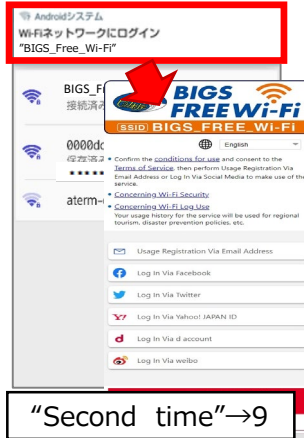 Androidシステム
Wi-Fiネットワークにログイン
"BIGS_Free_Wi-Fi"
BIGS_F
接続済み
0000do
保存済み
aterm-
BIGS
FREE Wi-Fi
[SSID] BIGS_FREE_Wi-Fi
English
• Confirm the conditions for use and consent to the
Terms of Service, then perform Usage Registration Via
Email Address or Log In Via Social Media to make use of the
service.
• Concerning Wi-Fi Security
• Concerning Wi-Fi Log Use
Your usage history for the service will be used for regional
tourism, disaster prevention policies, etc.
Usage Registration Via Email Address
Log In Via Facebook
Log In Via Twitter
Y? Log In Via Yahoo! JAPAN ID
d Log In Via d account
Log In Via weibo
“Second time”→9